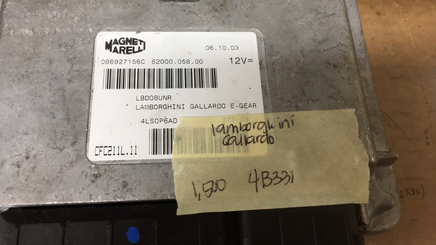 MAGNETI
MARELLI
06.10.03
086927156C 62000.058.00 12V=
LBD08UNR
LAMBORGHINI GALLARDO E-GEAR
4LS0P6AD
CFC211L.11
lamborghini
Gallardo
1,500 4B331